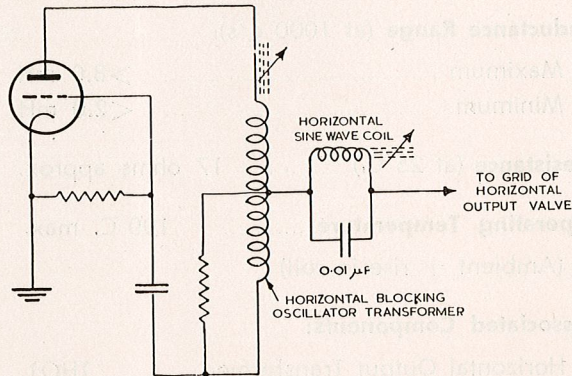 HORIZONTAL
SINE WAVE COIL
TO GRID OF
HORIZONTAL
OUTPUT VALVE
0·01 µF
HORIZONTAL BLOCKING
OSCILLATOR TRANSFORMER